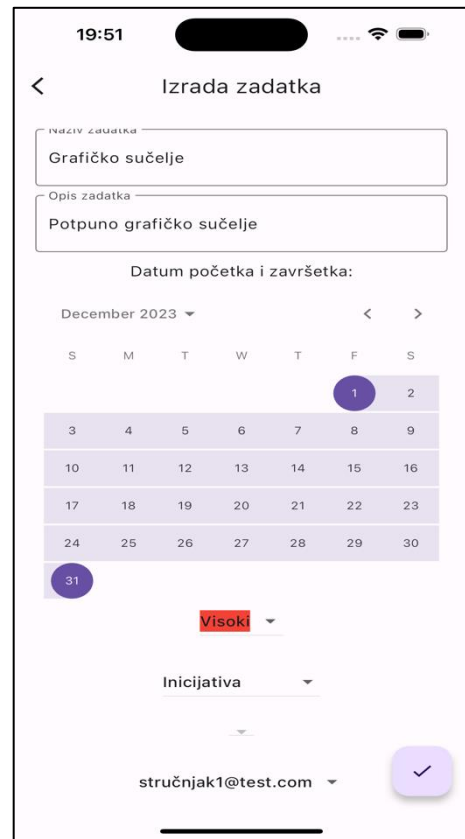 19:51
Izrada zadatka
Naziv zadatka
Grafičko sučelje
Opis zadatka
Potpuno grafičko sučelje
Datum početka i završetka:
December 2023
S M T W T F S
1 2
3 4 5 6 7 8 9
10 11 12 13 14 15 16
17 18 19 20 21 22 23
24 25 26 27 28 29 30
31
Visoki
Inicijativa
stručnjak1@test.com